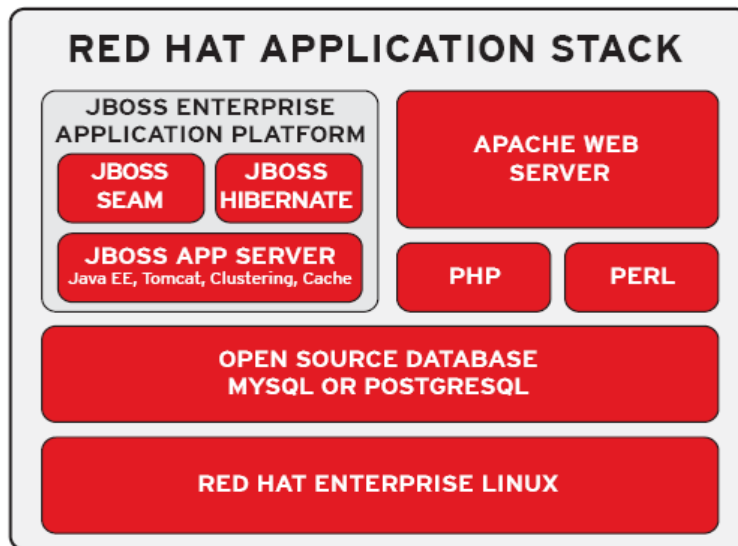 RED HAT APPLICATION STACK
JBOSS ENTERPRISE
APPLICATION PLATFORM
JBOSS
SEAM
JBOSS
HIBERNATE
JBOSS APP SERVER
Java EE, Tomcat, Clustering, Cache
APACHE WEB
SERVER
PHP
PERL
OPEN SOURCE DATABASE
MYSQL OR POSTGRESQL
RED HAT ENTERPRISE LINUX